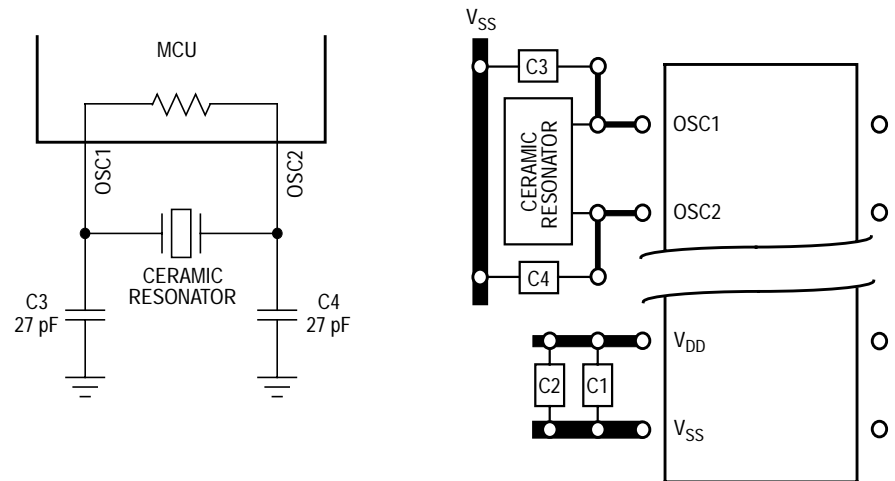 MCU
OSC1
OSC2
CERAMIC
RESONATOR
C3
27 pF
C4
27 pF
VSS
C3
CERAMIC
RESONATOR
C4
OSC1
OSC2
C2
C1
VDD
VSS